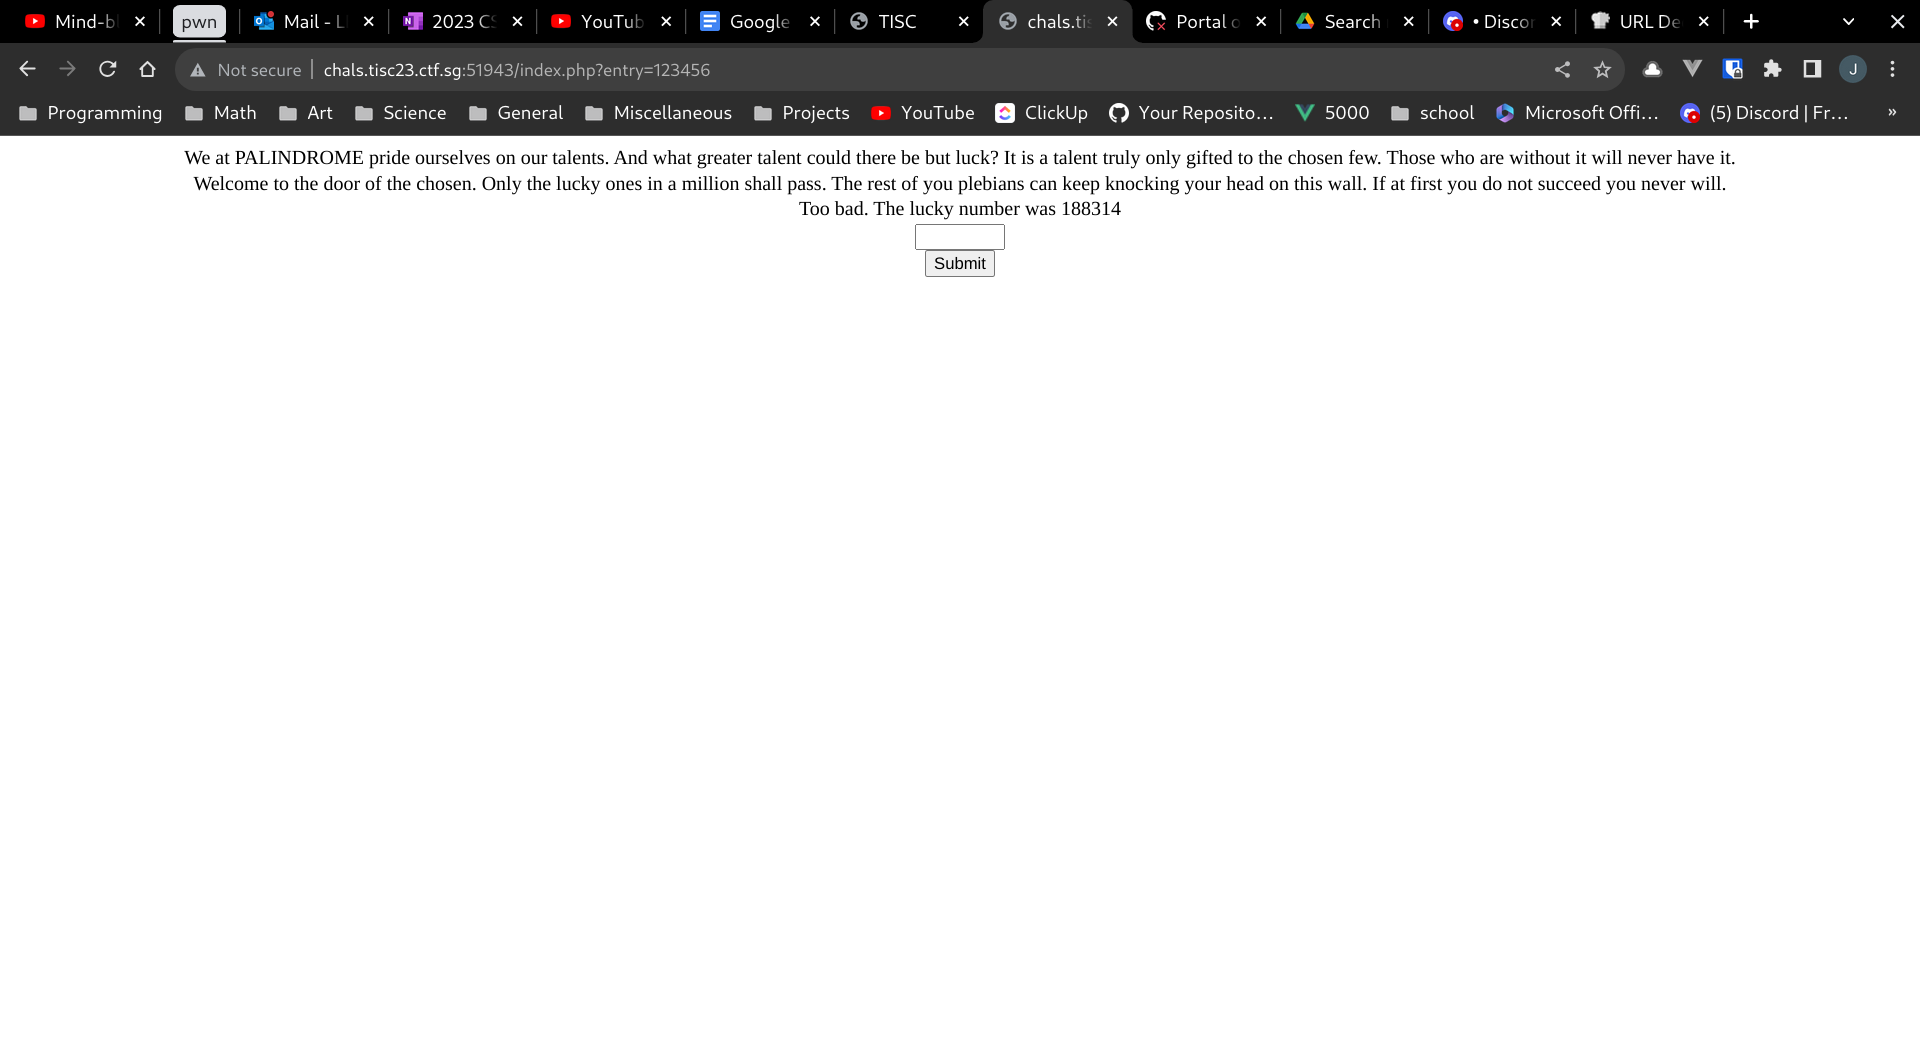 Mind-bl
pwn
Mail - L
2023 CS
YouTub
Google
TISC
chals.tis
Portal o
Search
• Discor
URL De
Not secure
chals.tisc23.ctf.sg:51943/index.php?entry=123456
J
Programming
Math
Art
Science
General
Miscellaneous
Projects
YouTube
ClickUp
Your Reposito…
5000
school
Microsoft Offi…
(5) Discord | Fr…
»
We at PALINDROME pride ourselves on our talents. And what greater talent could there be but luck? It is a talent truly only gifted to the chosen few. Those who are without it will never have it.
Welcome to the door of the chosen. Only the lucky ones in a million shall pass. The rest of you plebians can keep knocking your head on this wall. If at first you do not succeed you never will.
Too bad. The lucky number was 188314
Submit